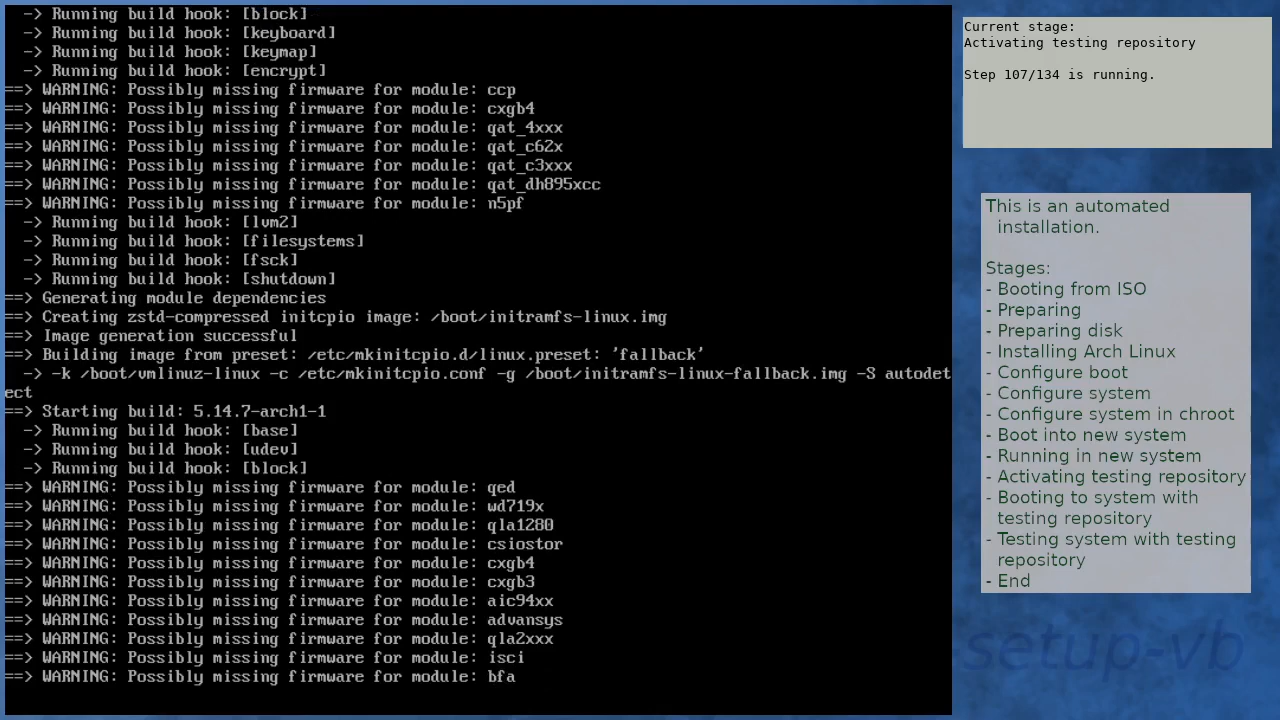 -> Running build hook: [block]
  -> Running build hook: [keyboard]
  -> Running build hook: [keymap]
  -> Running build hook: [encrypt]
==> WARNING: Possibly missing firmware for module: ccp
==> WARNING: Possibly missing firmware for module: cxgb4
==> WARNING: Possibly missing firmware for module: qat_4xxx
==> WARNING: Possibly missing firmware for module: qat_c62x
==> WARNING: Possibly missing firmware for module: qat_c3xxx
==> WARNING: Possibly missing firmware for module: qat_dh895xcc
==> WARNING: Possibly missing firmware for module: n5pf
  -> Running build hook: [lvm2]
  -> Running build hook: [filesystems]
  -> Running build hook: [fsck]
  -> Running build hook: [shutdown]
==> Generating module dependencies
==> Creating zstd-compressed initcpio image: /boot/initramfs-linux.img
==> Image generation successful
==> Building image from preset: /etc/mkinitcpio.d/linux.preset: 'fallback'
  -> -k /boot/vmlinuz-linux -c /etc/mkinitcpio.conf -g /boot/initramfs-linux-fallback.img -S autodet
ect
==> Starting build: 5.14.7-arch1-1
  -> Running build hook: [base]
  -> Running build hook: [udev]
  -> Running build hook: [block]
==> WARNING: Possibly missing firmware for module: qed
==> WARNING: Possibly missing firmware for module: wd719x
==> WARNING: Possibly missing firmware for module: qla1280
==> WARNING: Possibly missing firmware for module: csiostor
==> WARNING: Possibly missing firmware for module: cxgb4
==> WARNING: Possibly missing firmware for module: cxgb3
==> WARNING: Possibly missing firmware for module: aic94xx
==> WARNING: Possibly missing firmware for module: advansys
==> WARNING: Possibly missing firmware for module: qla2xxx
==> WARNING: Possibly missing firmware for module: isci
==> WARNING: Possibly missing firmware for module: bfa
Current stage:
Activating testing repository
Step 107/134 is running.
This is an automated
installation.
Stages:
- Booting from ISO
- Preparing
- Preparing disk
- Installing Arch Linux
- Configure boot
- Configure system
- Configure system in chroot
- Boot into new system
- Running in new system
- Activating testing repository
- Booting to system with
testing repository
- Testing system with testing
repository
- End
setup-vb